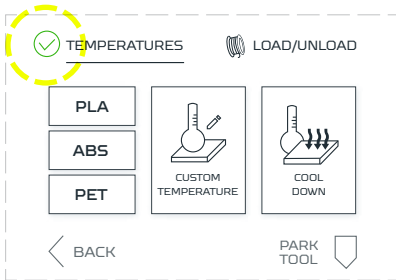 TEMPERATURES
LOAD/UNLOAD
PLA
ABS
PET
CUSTOM
TEMPERATURE
COOL
DOWN
BACK
PARK
TOOL